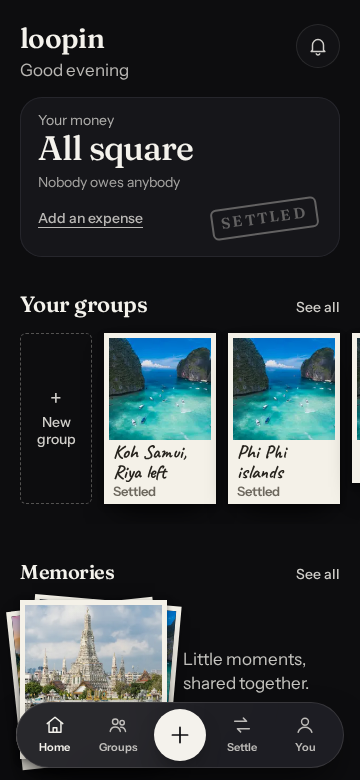 loopin
Good evening
Your money
All square
Nobody owes anybody
Add an expense
SETTLED
Your groups
See all
+
New
group
Koh Samui,
Riya left
Settled
Phi Phi
islands
Settled
Memories
See all
Little moments,
shared together.
Home
Groups
Settle
You